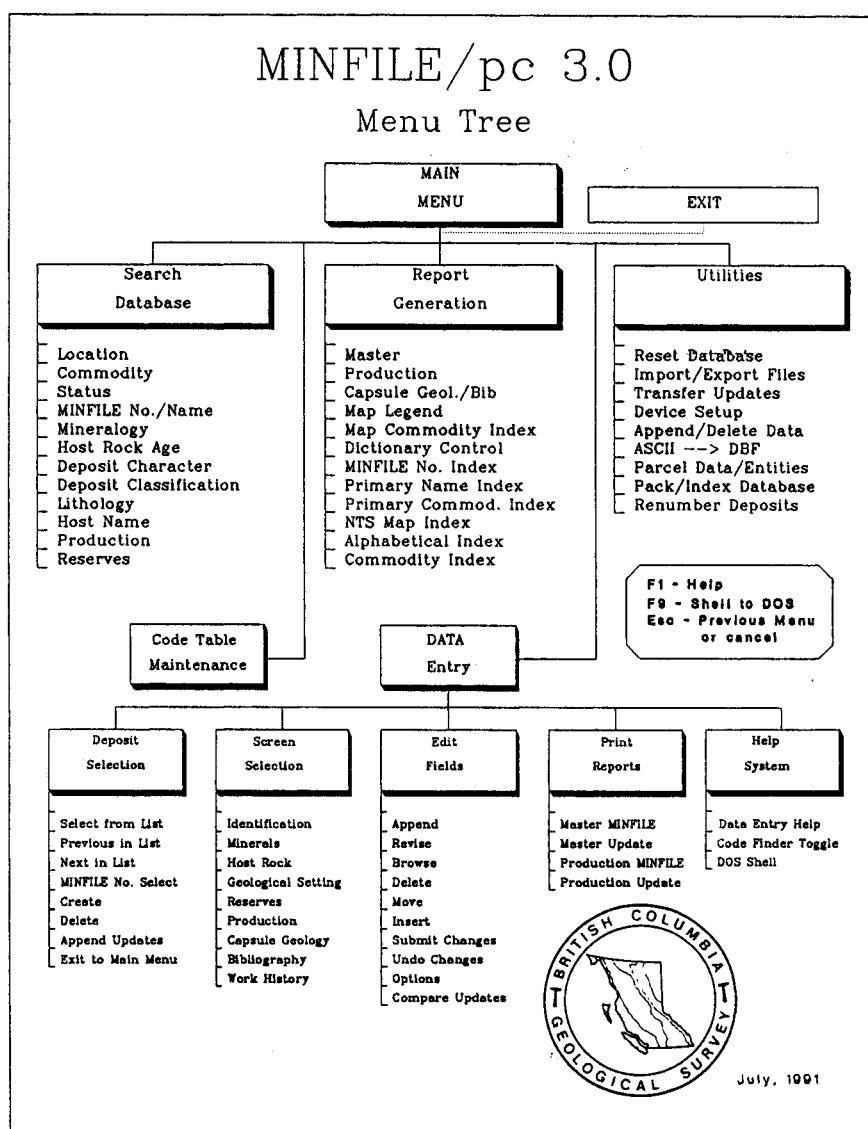 MINFILE/pc 3.0
Menu Tree
MAIN
MENU
EXIT
Search
Database
Location
Commodity
Status
MINFILE No./Name
Mineralogy
Host Rock Age
Deposit Character
Deposit Classification
Lithology
Host Name
Production
Reserves
Report
Generation
Master
Production
Capsule Geol./Bib
Map Legend
Map Commodity Index
Dictionary Control
MINFILE No. Index
Primary Name Index
Primary Commod. Index
NTS Map Index
Alphabetical Index
Commodity Index
Utilities
Reset Database
Import/Export Files
Transfer Updates
Device Setup
Append/Delete Data
ASCII --> DBF
Parcel Data/Entities
Pack/Index Database
Renumber Deposits
F1 - Help
F9 - Shell to DOS
Esc - Previous Menu
or cancel
Code Table
Maintenance
DATA
Entry
Deposit
Selection
Select from List
Previous in List
Next in List
MINFILE No. Select
Create
Delete
Append Updates
Exit to Main Menu
Screen
Selection
Identification
Minerals
Host Rock
Geological Setting
Reserves
Production
Capsule Geology
Bibliography
Work History
Edit
Fields
Append
Revise
Browse
Delete
Move
Insert
Submit Changes
Undo Changes
Options
Compare Updates
Print
Reports
Master MINFILE
Master Update
Production MINFILE
Production Update
Help
System
Data Entry Help
Code Finder Toggle
DOS Shell
BRITISH COLUMBIA
GEOLOGICAL SURVEY
July, 1991